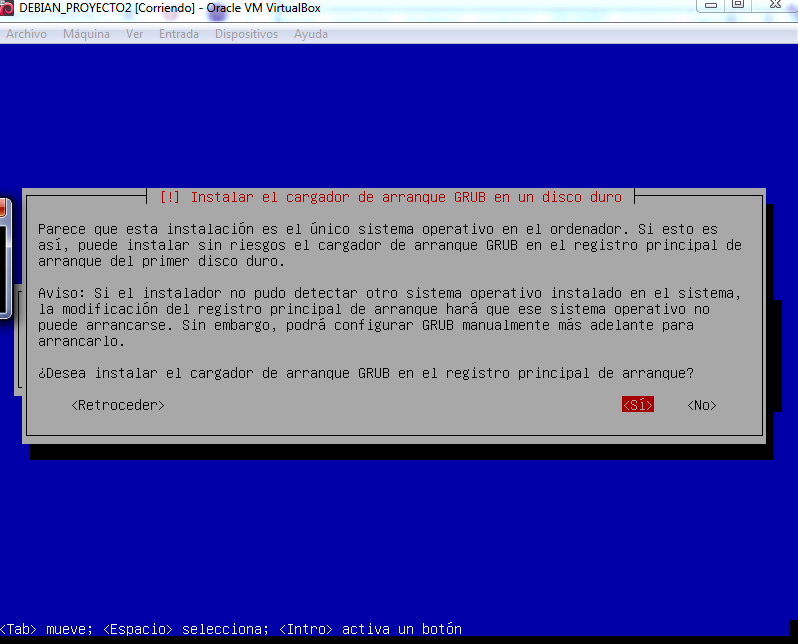 DEBIAN_PROYECTO2 [Corriendo] - Oracle VM VirtualBox
Archivo Máquina Ver Entrada Dispositivos Ayuda
[!] Instalar el cargador de arranque GRUB en un disco duro
Parece que esta instalación es el único sistema operativo en el ordenador. Si esto es
así, puede instalar sin riesgos el cargador de arranque GRUB en el registro principal de
arranque del primer disco duro.
Aviso: Si el instalador no pudo detectar otro sistema operativo instalado en el sistema,
la modificación del registro principal de arranque hará que ese sistema operativo no
puede arrancarse. Sin embargo, podrá configurar GRUB manualmente más adelante para
arrancarlo.
¿Desea instalar el cargador de arranque GRUB en el registro principal de arranque?
<Retroceder> <Sí> <No>
<Tab> mueve; <Espacio> selecciona; <Intro> activa un botón